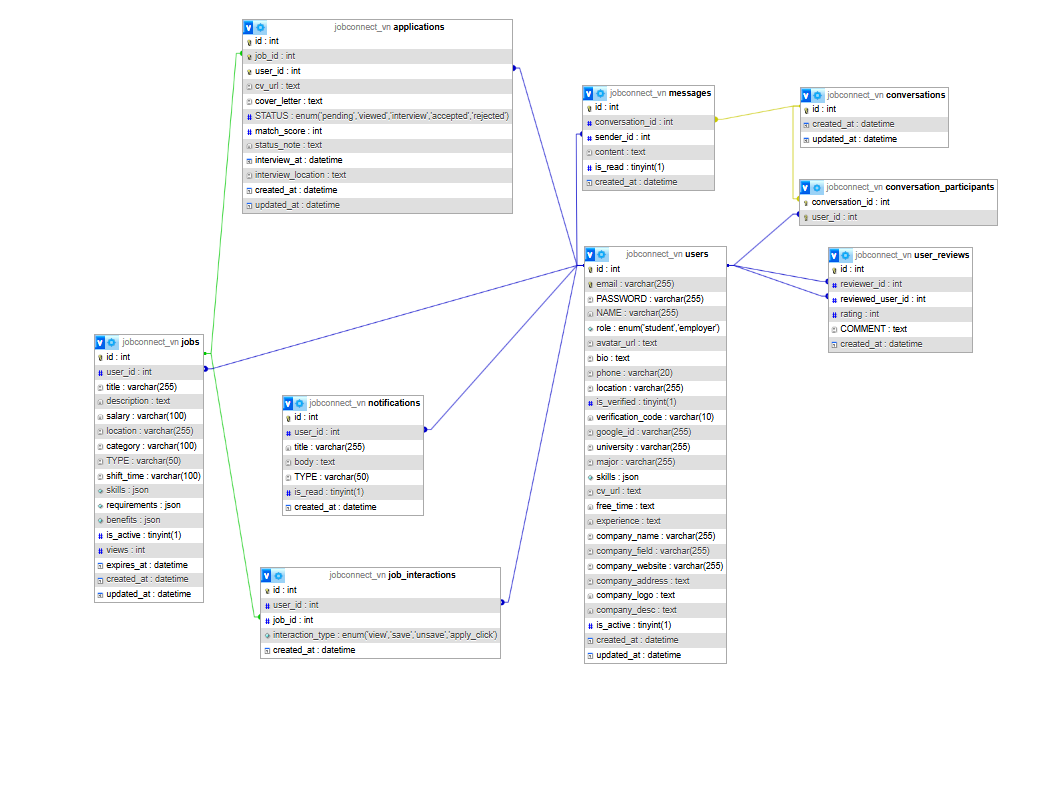 jobconnect_vn applications
id : int
job_id : int
user_id : int
cv_url : text
cover_letter : text
STATUS : enum('pending','viewed','interview','accepted','rejected')
match_score : int
status_note : text
interview_at : datetime
interview_location : text
created_at : datetime
updated_at : datetime
jobconnect_vn messages
id : int
conversation_id : int
sender_id : int
content : text
is_read : tinyint(1)
created_at : datetime
jobconnect_vn conversations
id : int
created_at : datetime
updated_at : datetime
jobconnect_vn conversation_participants
conversation_id : int
user_id : int
jobconnect_vn users
id : int
email : varchar(255)
PASSWORD : varchar(255)
NAME : varchar(255)
role : enum('student','employer')
avatar_url : text
bio : text
phone : varchar(20)
location : varchar(255)
is_verified : tinyint(1)
verification_code : varchar(10)
google_id : varchar(255)
university : varchar(255)
major : varchar(255)
skills : json
cv_url : text
free_time : text
experience : text
company_name : varchar(255)
company_field : varchar(255)
company_website : varchar(255)
company_address : text
company_logo : text
company_desc : text
is_active : tinyint(1)
created_at : datetime
updated_at : datetime
jobconnect_vn user_reviews
id : int
reviewer_id : int
reviewed_user_id : int
rating : int
COMMENT : text
created_at : datetime
jobconnect_vn jobs
id : int
user_id : int
title : varchar(255)
description : text
salary : varchar(100)
location : varchar(255)
category : varchar(100)
TYPE : varchar(50)
shift_time : varchar(100)
skills : json
requirements : json
benefits : json
is_active : tinyint(1)
views : int
expires_at : datetime
created_at : datetime
updated_at : datetime
jobconnect_vn notifications
id : int
user_id : int
title : varchar(255)
body : text
TYPE : varchar(50)
is_read : tinyint(1)
created_at : datetime
jobconnect_vn job_interactions
id : int
user_id : int
job_id : int
interaction_type : enum('view','save','unsave','apply_click')
created_at : datetime